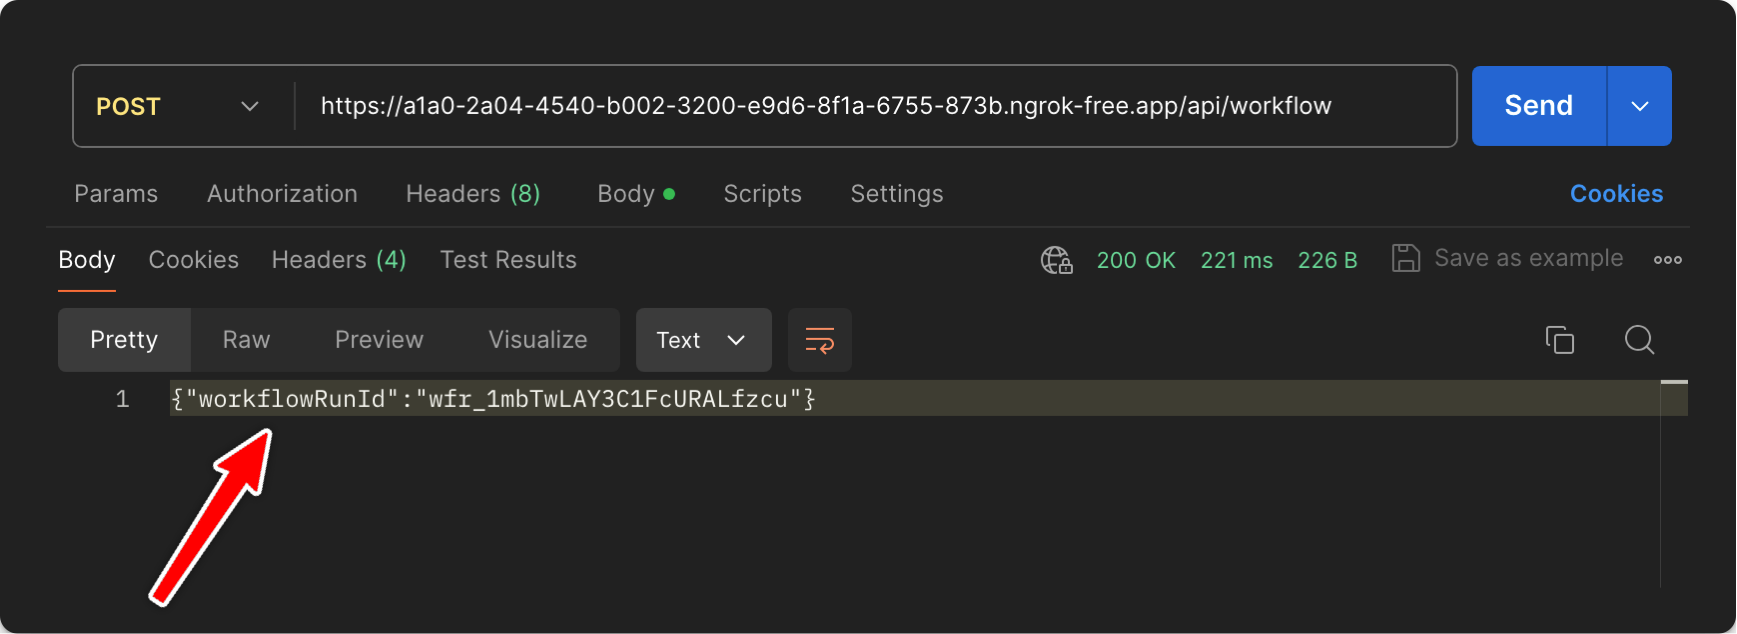 POST https://a1a0-2a04-4540-b002-3200-e9d6-8f1a-6755-873b.ngrok-free.app/api/workflow Send
Params Authorization Headers (8) Body Scripts Settings Cookies
Body Cookies Headers (4) Test Results 200 OK 221 ms 226 B Save as example
Pretty Raw Preview Visualize Text
1 {"workflowRunId":"wfr_1mbTwLAY3C1FcURALfzcu"}